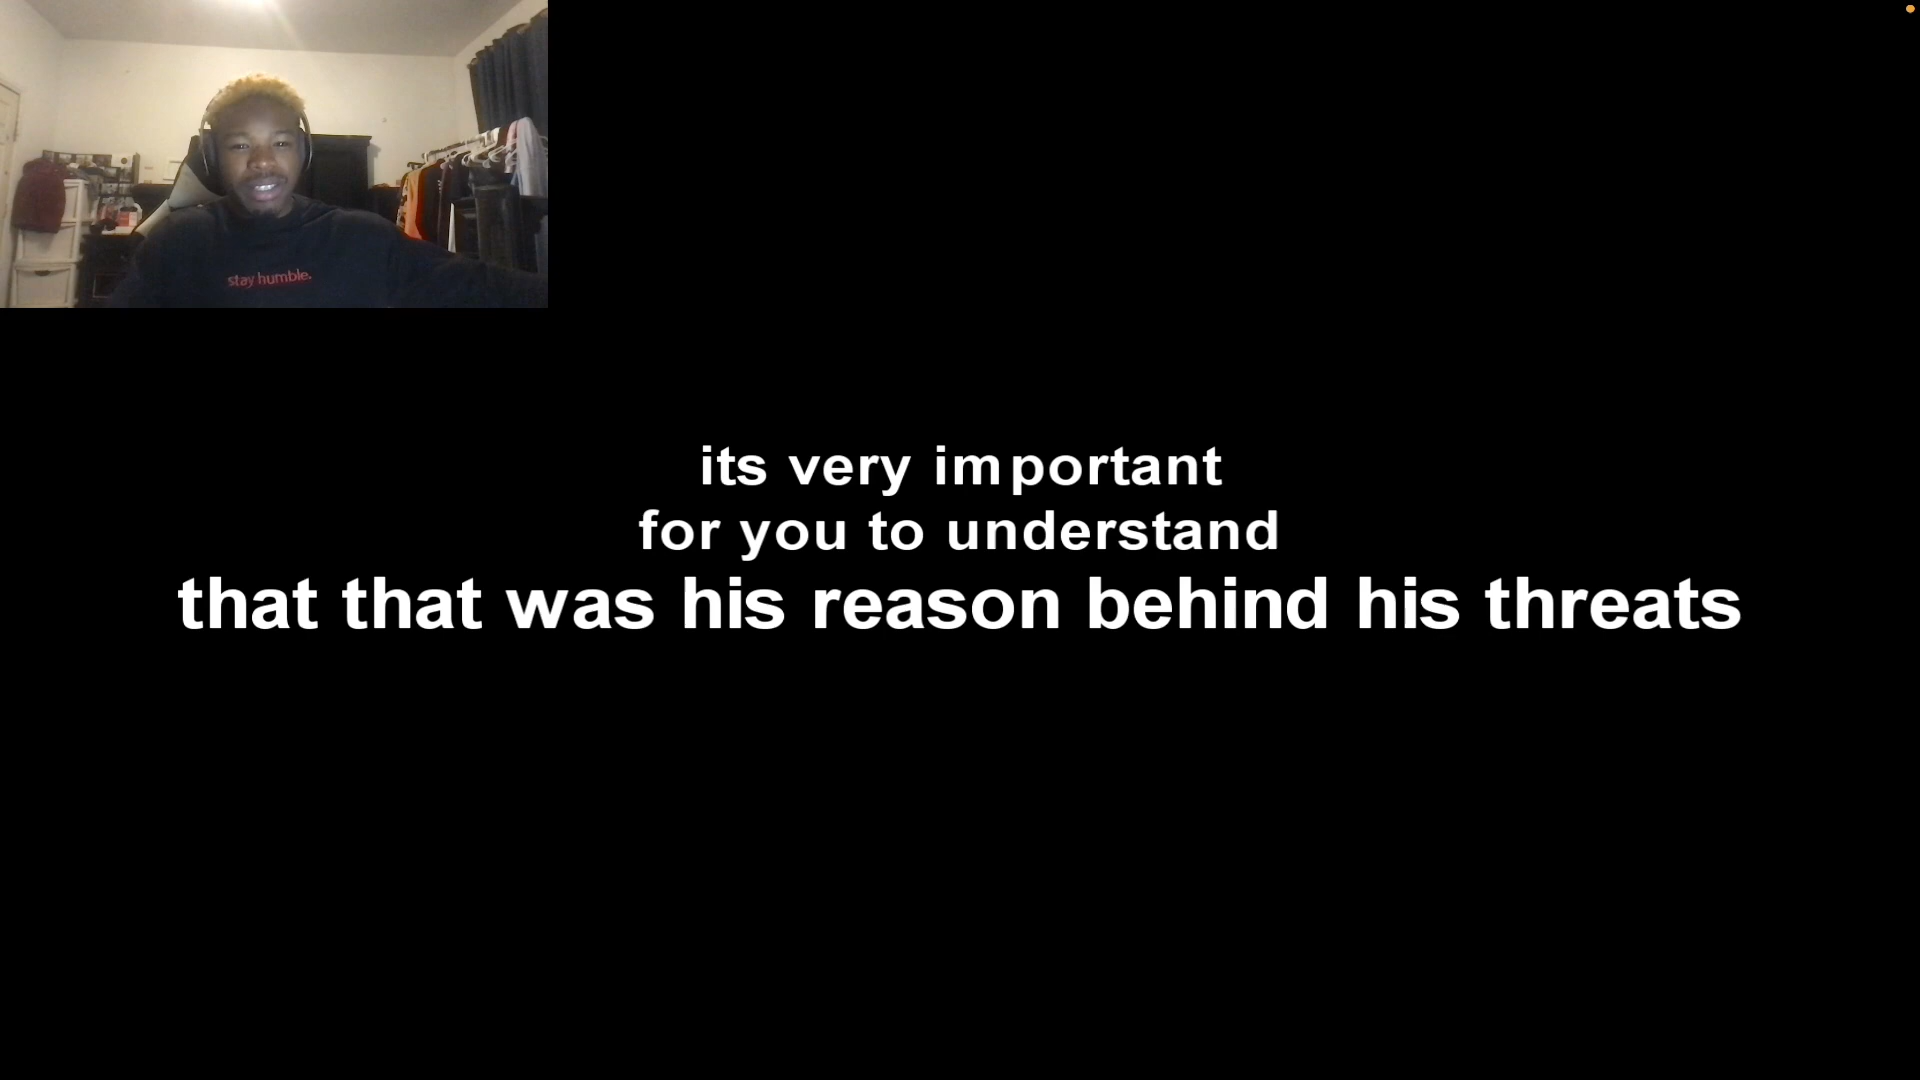 stay humble.
its very important
for you to understand
that that was his reason behind his threats